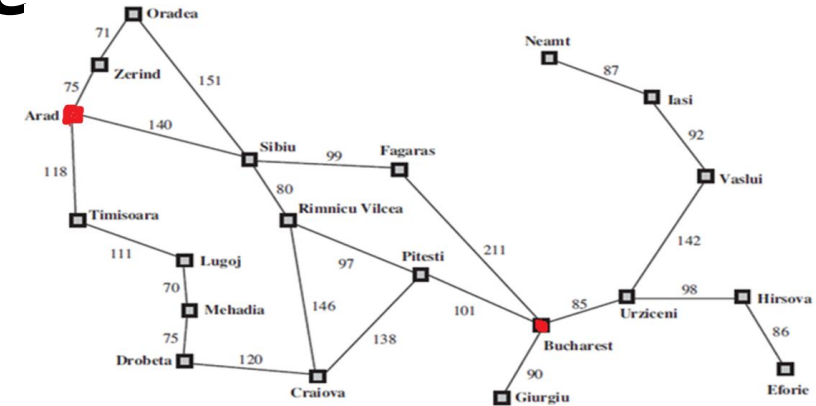 Oradea
71
Neamt
Zerind
87
75
151
Iasi
Arad
140
92
Sibiu
Fagaras
99
118
Vaslui
80
Timisoara
Rimnicu Vilcea
142
111
211
Lugoj
97
Pitesti
70
98
Hirsova
146
101
85
Mehadia
Urziceni
75
138
86
Bucharest
Drobeta
120
90
Craiova
Eforie
Giurgiu